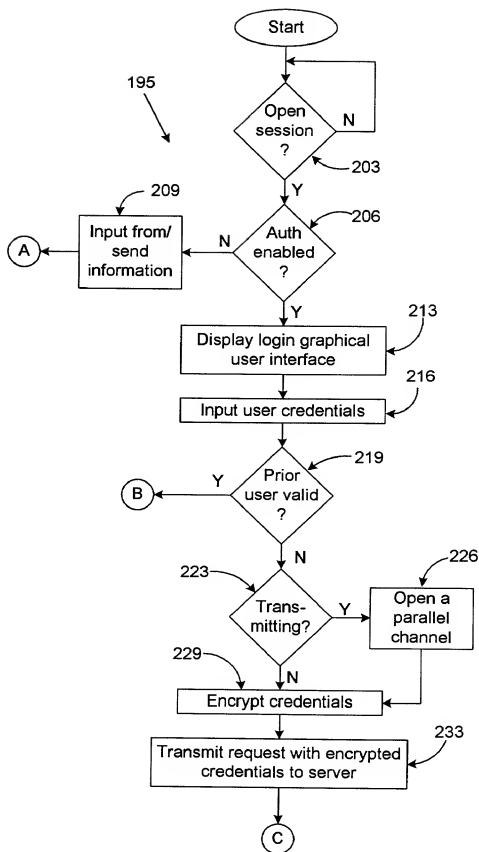 Start
195
Open
session
?
N
203
Y
209
206
Input from/
send
information
A
N
Auth
enabled
?
Y
213
Display login graphical
user interface
216
Input user credentials
219
Prior
user valid
?
Y
B
N
223
226
Trans-
mitting?
Y
Open a
parallel
channel
229
N
Encrypt credentials
233
Transmit request with encrypted
credentials to server
C